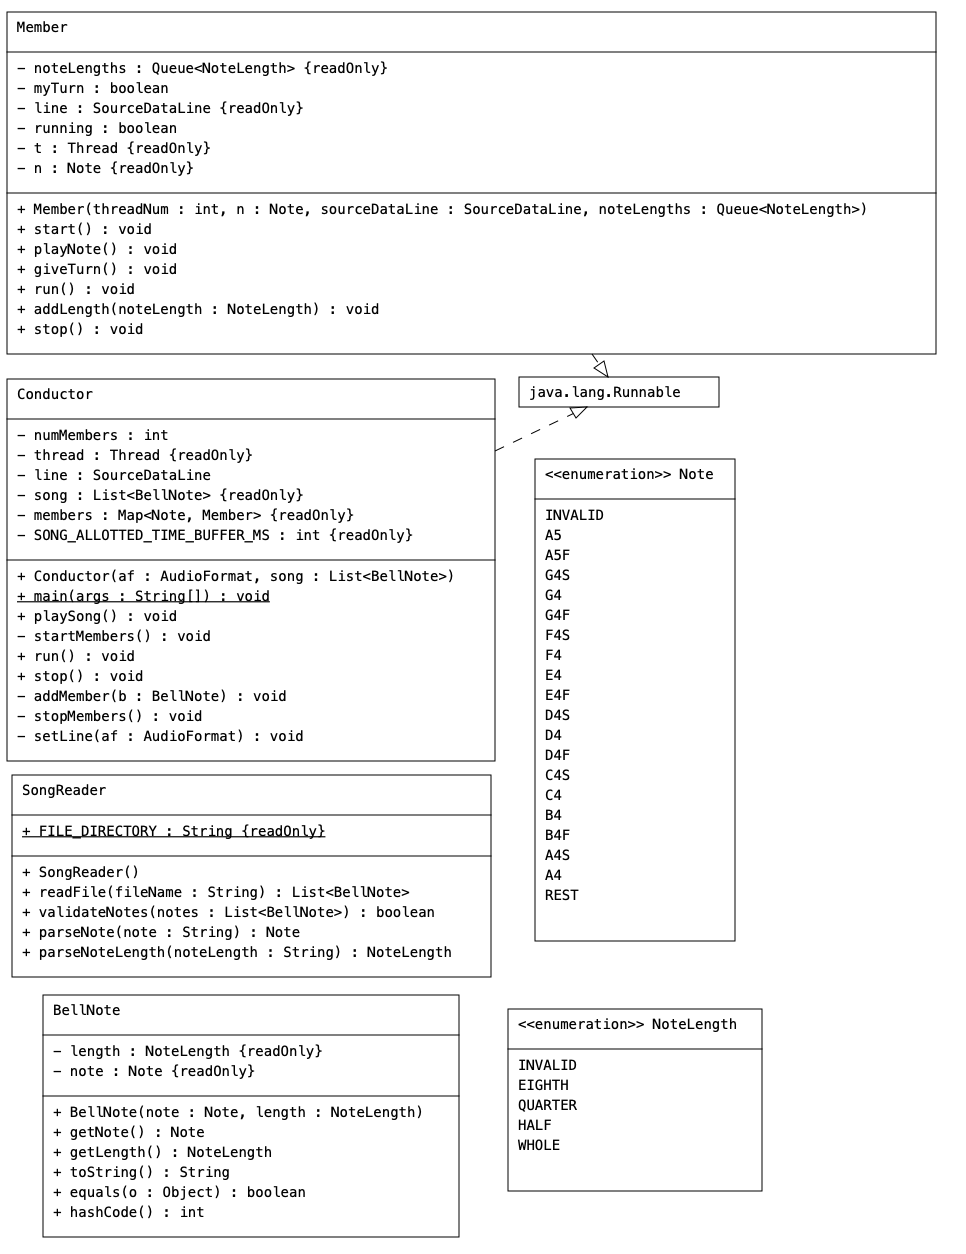 Member
– noteLengths : Queue<NoteLength> {readOnly}
– myTurn : boolean
– line : SourceDataLine {readOnly}
– running : boolean
– t : Thread {readOnly}
– n : Note {readOnly}
+ Member(threadNum : int, n : Note, sourceDataLine : SourceDataLine, noteLengths : Queue<NoteLength>)
+ start() : void
+ playNote() : void
+ giveTurn() : void
+ run() : void
+ addLength(noteLength : NoteLength) : void
+ stop() : void
java.lang.Runnable
Conductor
– numMembers : int
– thread : Thread {readOnly}
– line : SourceDataLine
– song : List<BellNote> {readOnly}
– members : Map<Note, Member> {readOnly}
– SONG_ALLOTTED_TIME_BUFFER_MS : int {readOnly}
+ Conductor(af : AudioFormat, song : List<BellNote>)
+ main(args : String[]) : void
+ playSong() : void
– startMembers() : void
+ run() : void
+ stop() : void
– addMember(b : BellNote) : void
– stopMembers() : void
– setLine(af : AudioFormat) : void
<<enumeration>> Note
INVALID
A5
A5F
G4S
G4
G4F
F4S
F4
E4
E4F
D4S
D4
D4F
C4S
C4
B4
B4F
A4S
A4
REST
SongReader
+ FILE_DIRECTORY : String {readOnly}
+ SongReader()
+ readFile(fileName : String) : List<BellNote>
+ validateNotes(notes : List<BellNote>) : boolean
+ parseNote(note : String) : Note
+ parseNoteLength(noteLength : String) : NoteLength
BellNote
– length : NoteLength {readOnly}
– note : Note {readOnly}
+ BellNote(note : Note, length : NoteLength)
+ getNote() : Note
+ getLength() : NoteLength
+ toString() : String
+ equals(o : Object) : boolean
+ hashCode() : int
<<enumeration>> NoteLength
INVALID
EIGHTH
QUARTER
HALF
WHOLE